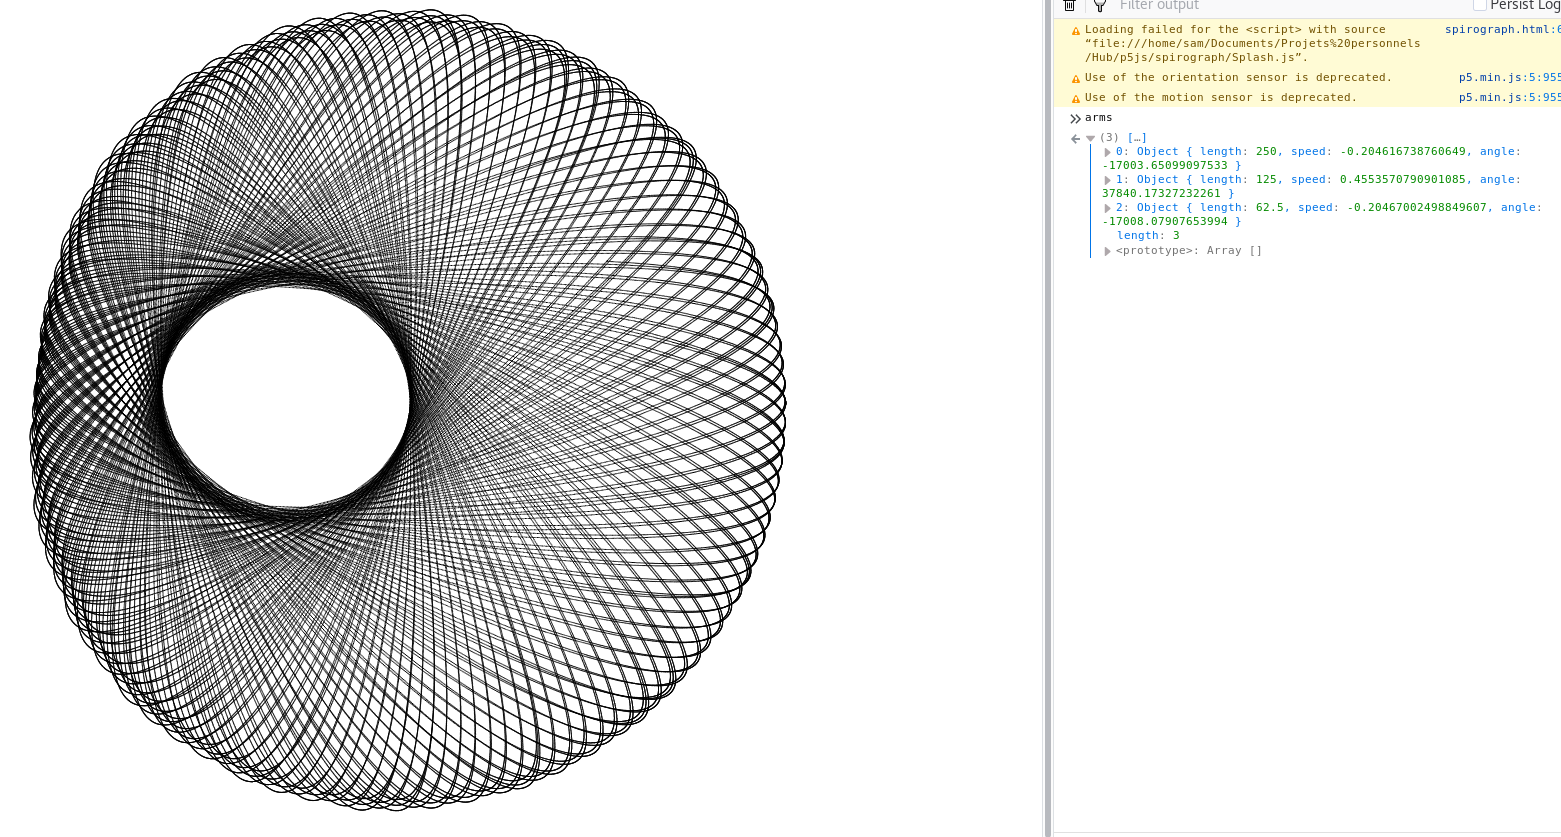 Filter output
Persist Log
Loading failed for the <script> with source spirograph.html:6
“file:///home/sam/Documents/Projets%20personnels
/Hub/p5js/spirograph/Splash.js”.
Use of the orientation sensor is deprecated. p5.min.js:5:955
Use of the motion sensor is deprecated. p5.min.js:5:955
arms
(3) […]
0: Object { length: 250, speed: -0.204616738760649, angle:
-17003.65099097533 }
1: Object { length: 125, speed: 0.4553570790901085, angle:
37840.17327232261 }
2: Object { length: 62.5, speed: -0.20467002498849607, angle:
-17008.07907653994 }
length: 3
<prototype>: Array []